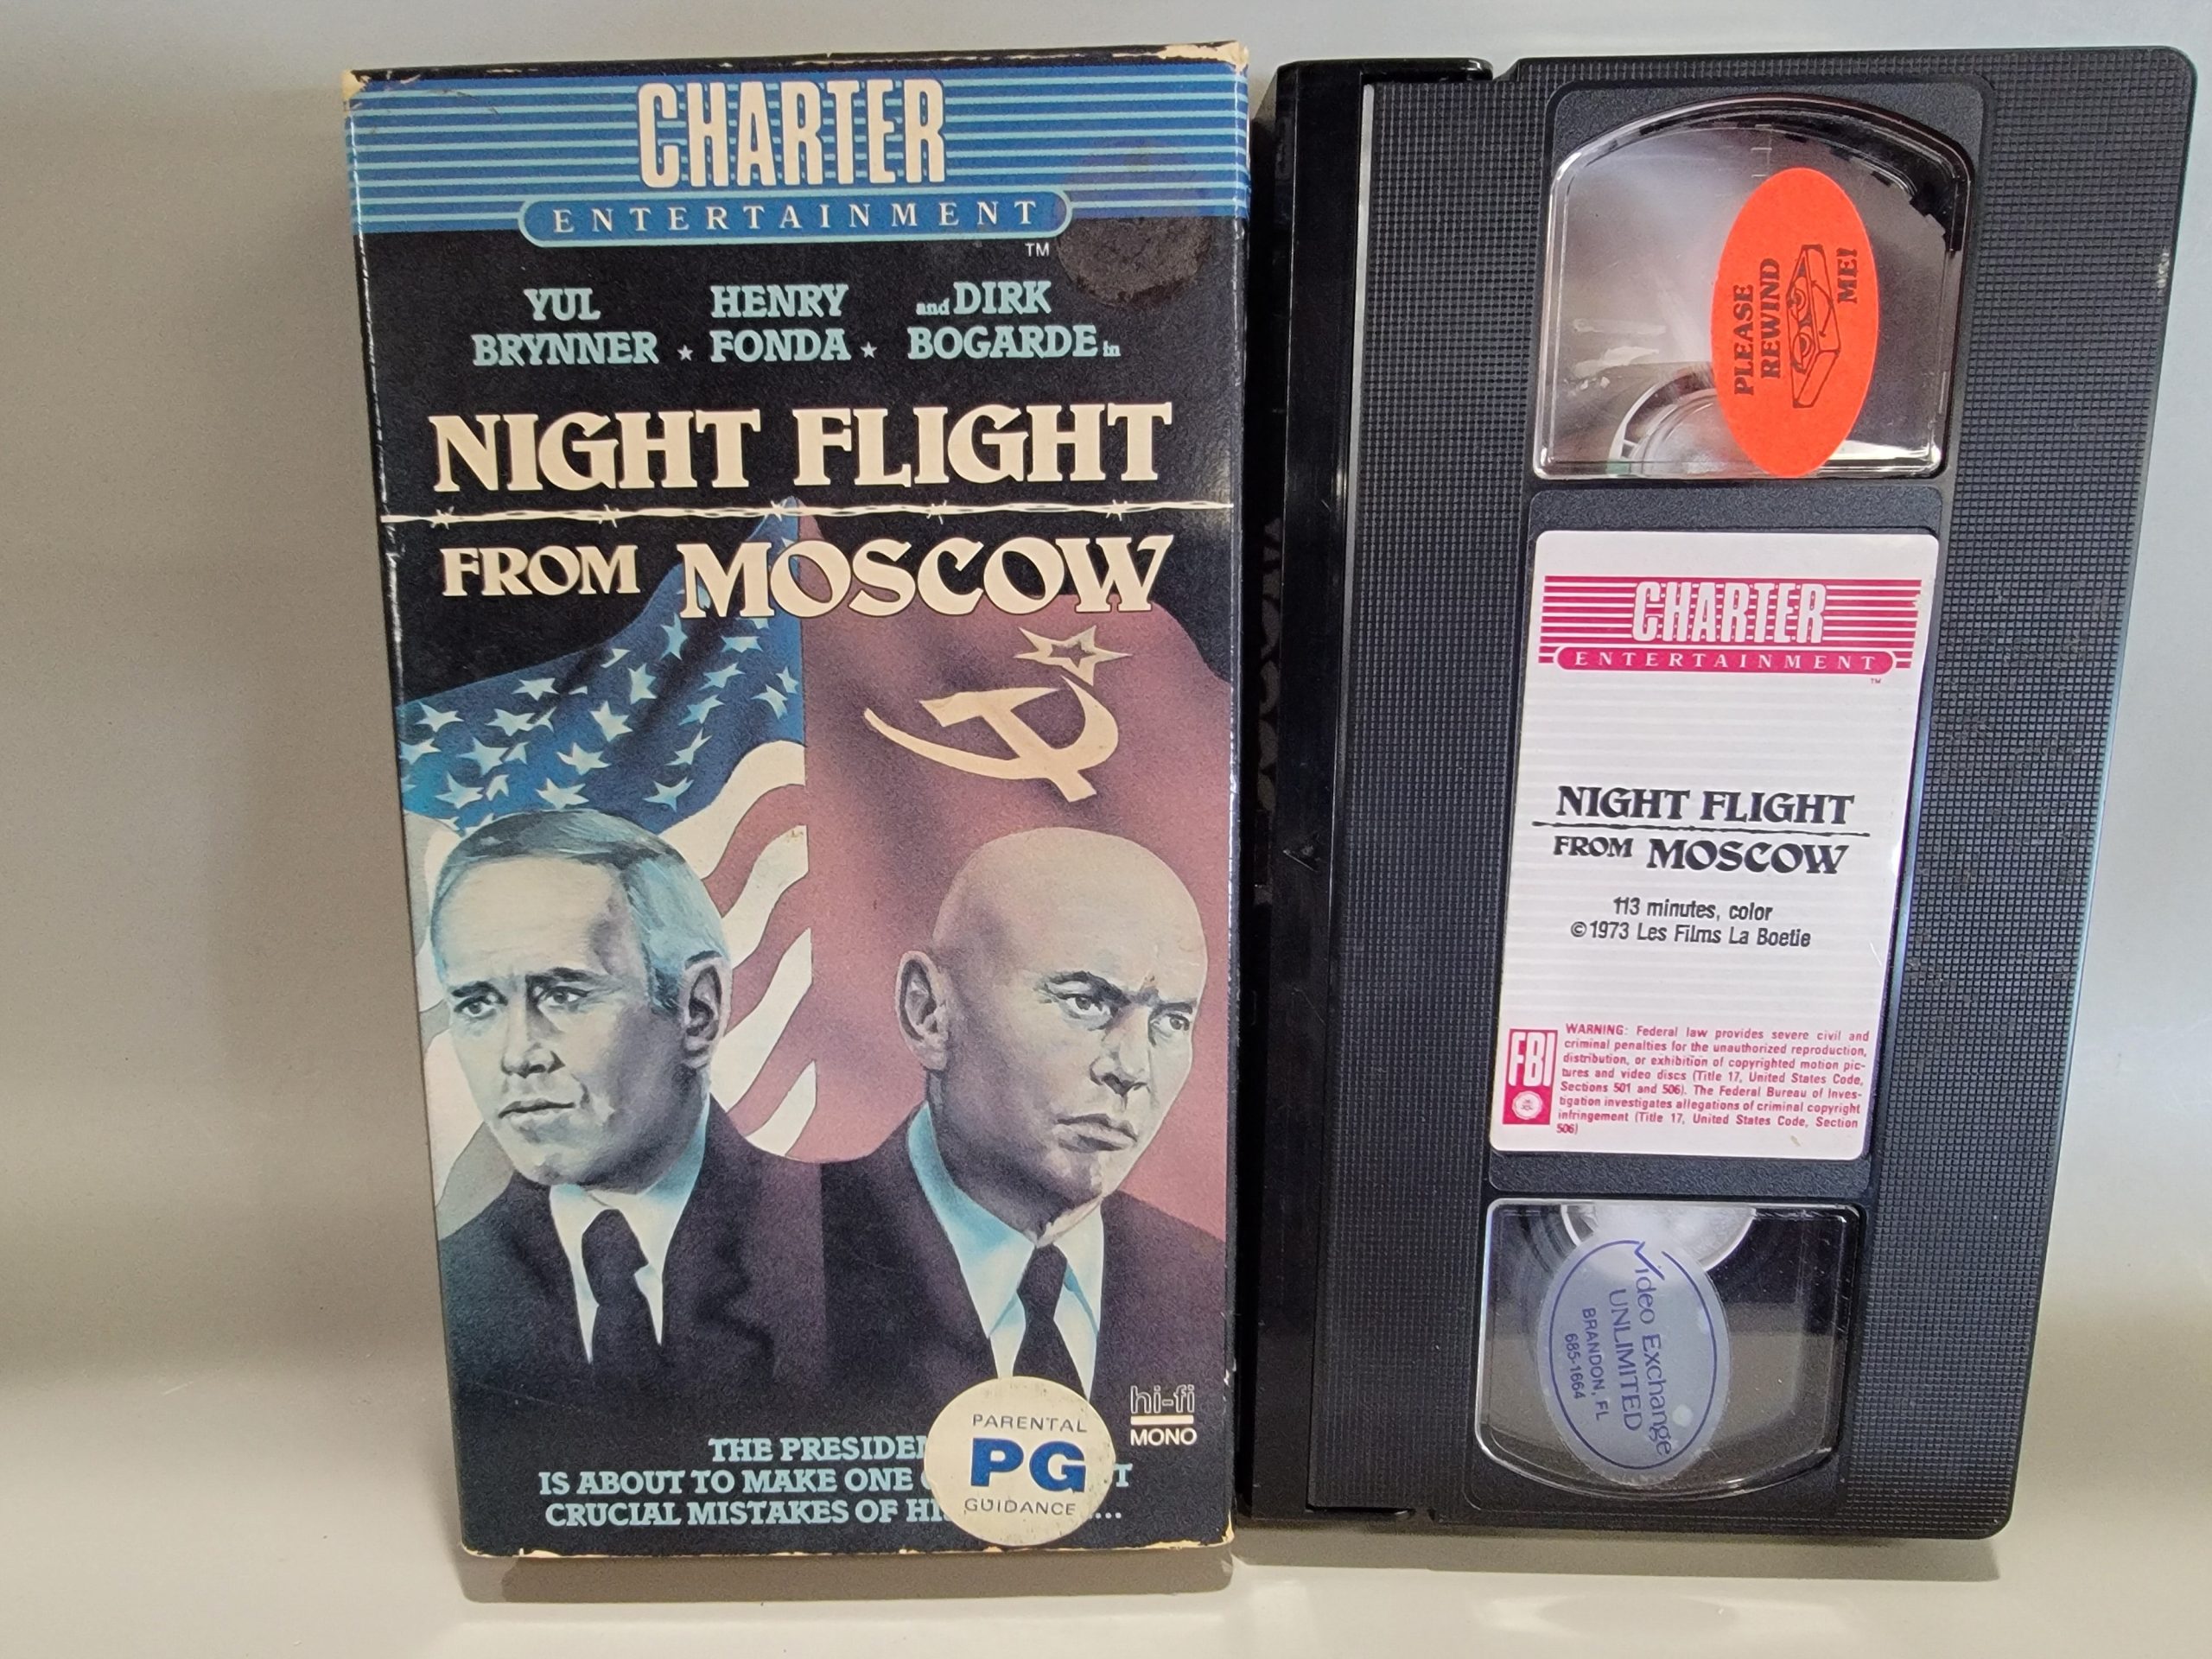 CHARTER
ENTERTAINMENT
TM
YUL
BRYNNER
★
HENRY
FONDA
★
and DIRK
BOGARDE in
NIGHT FLIGHT
FROM MOSCOW
hi-fi
MONO
THE PRESIDEN
IS ABOUT TO MAKE ONE
CRUCIAL MISTAKES OF HI ...
PARENTAL
PG
GUIDANCE
PLEASE
REWIND
ME!
CHARTER
ENTERTAINMENT
TM
NIGHT FLIGHT
FROM MOSCOW
113 minutes, color
©1973 Les Films La Boetie
FBI
WARNING: Federal law provides severe civil and
criminal penalties for the unauthorized reproduction,
distribution, or exhibition of copyrighted motion pic-
tures and video discs (Title 17, United States Code,
Sections 501 and 506). The Federal Bureau of Inves-
tigation investigates allegations of criminal copyright
infringement (Title 17, United States Code, Section
506)
Video Exchange
UNLIMITED
BRANDON, FL
685-1664